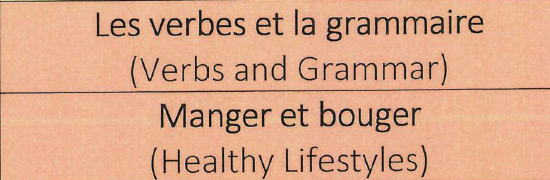 Les verbes et la grammaire
(Verbs and Grammar)
Manger et bouger
(Healthy Lifestyles)